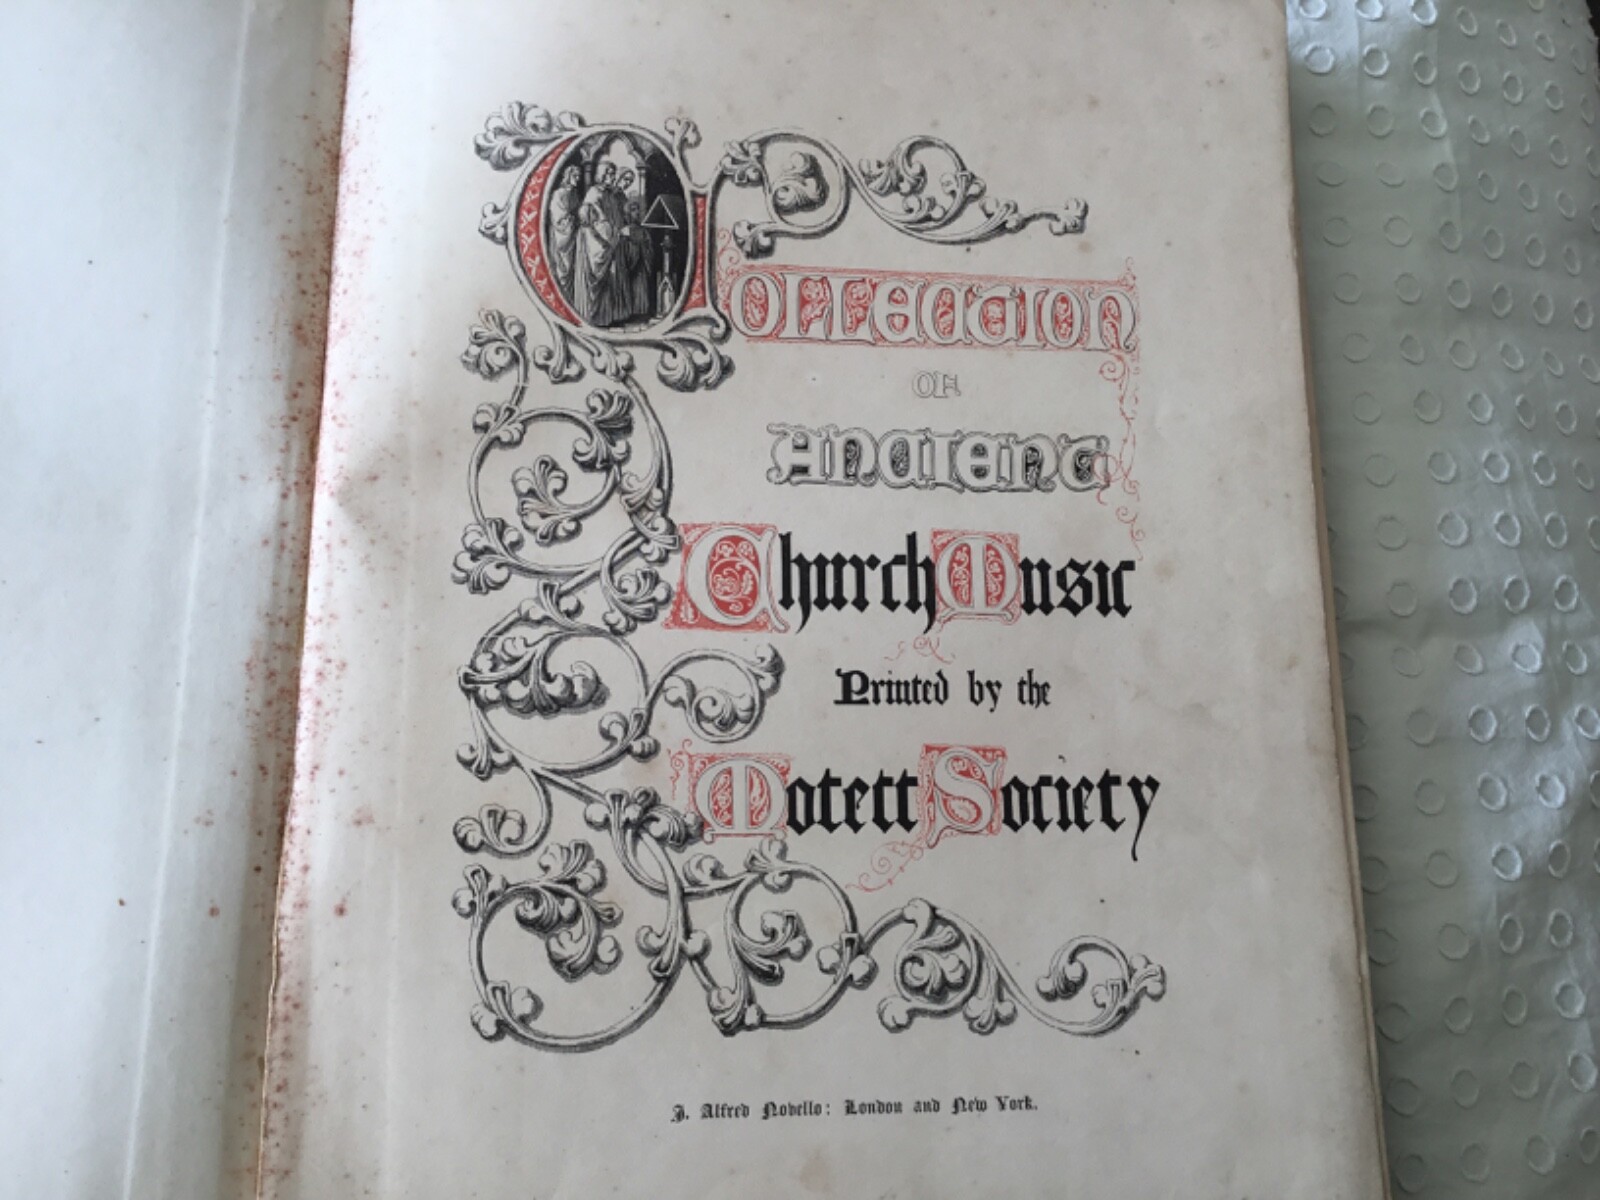 COLLECTION
OF
ANCIENT
Church Music
Printed by the
Motett Society
J. Alfred Novello: London and New York.